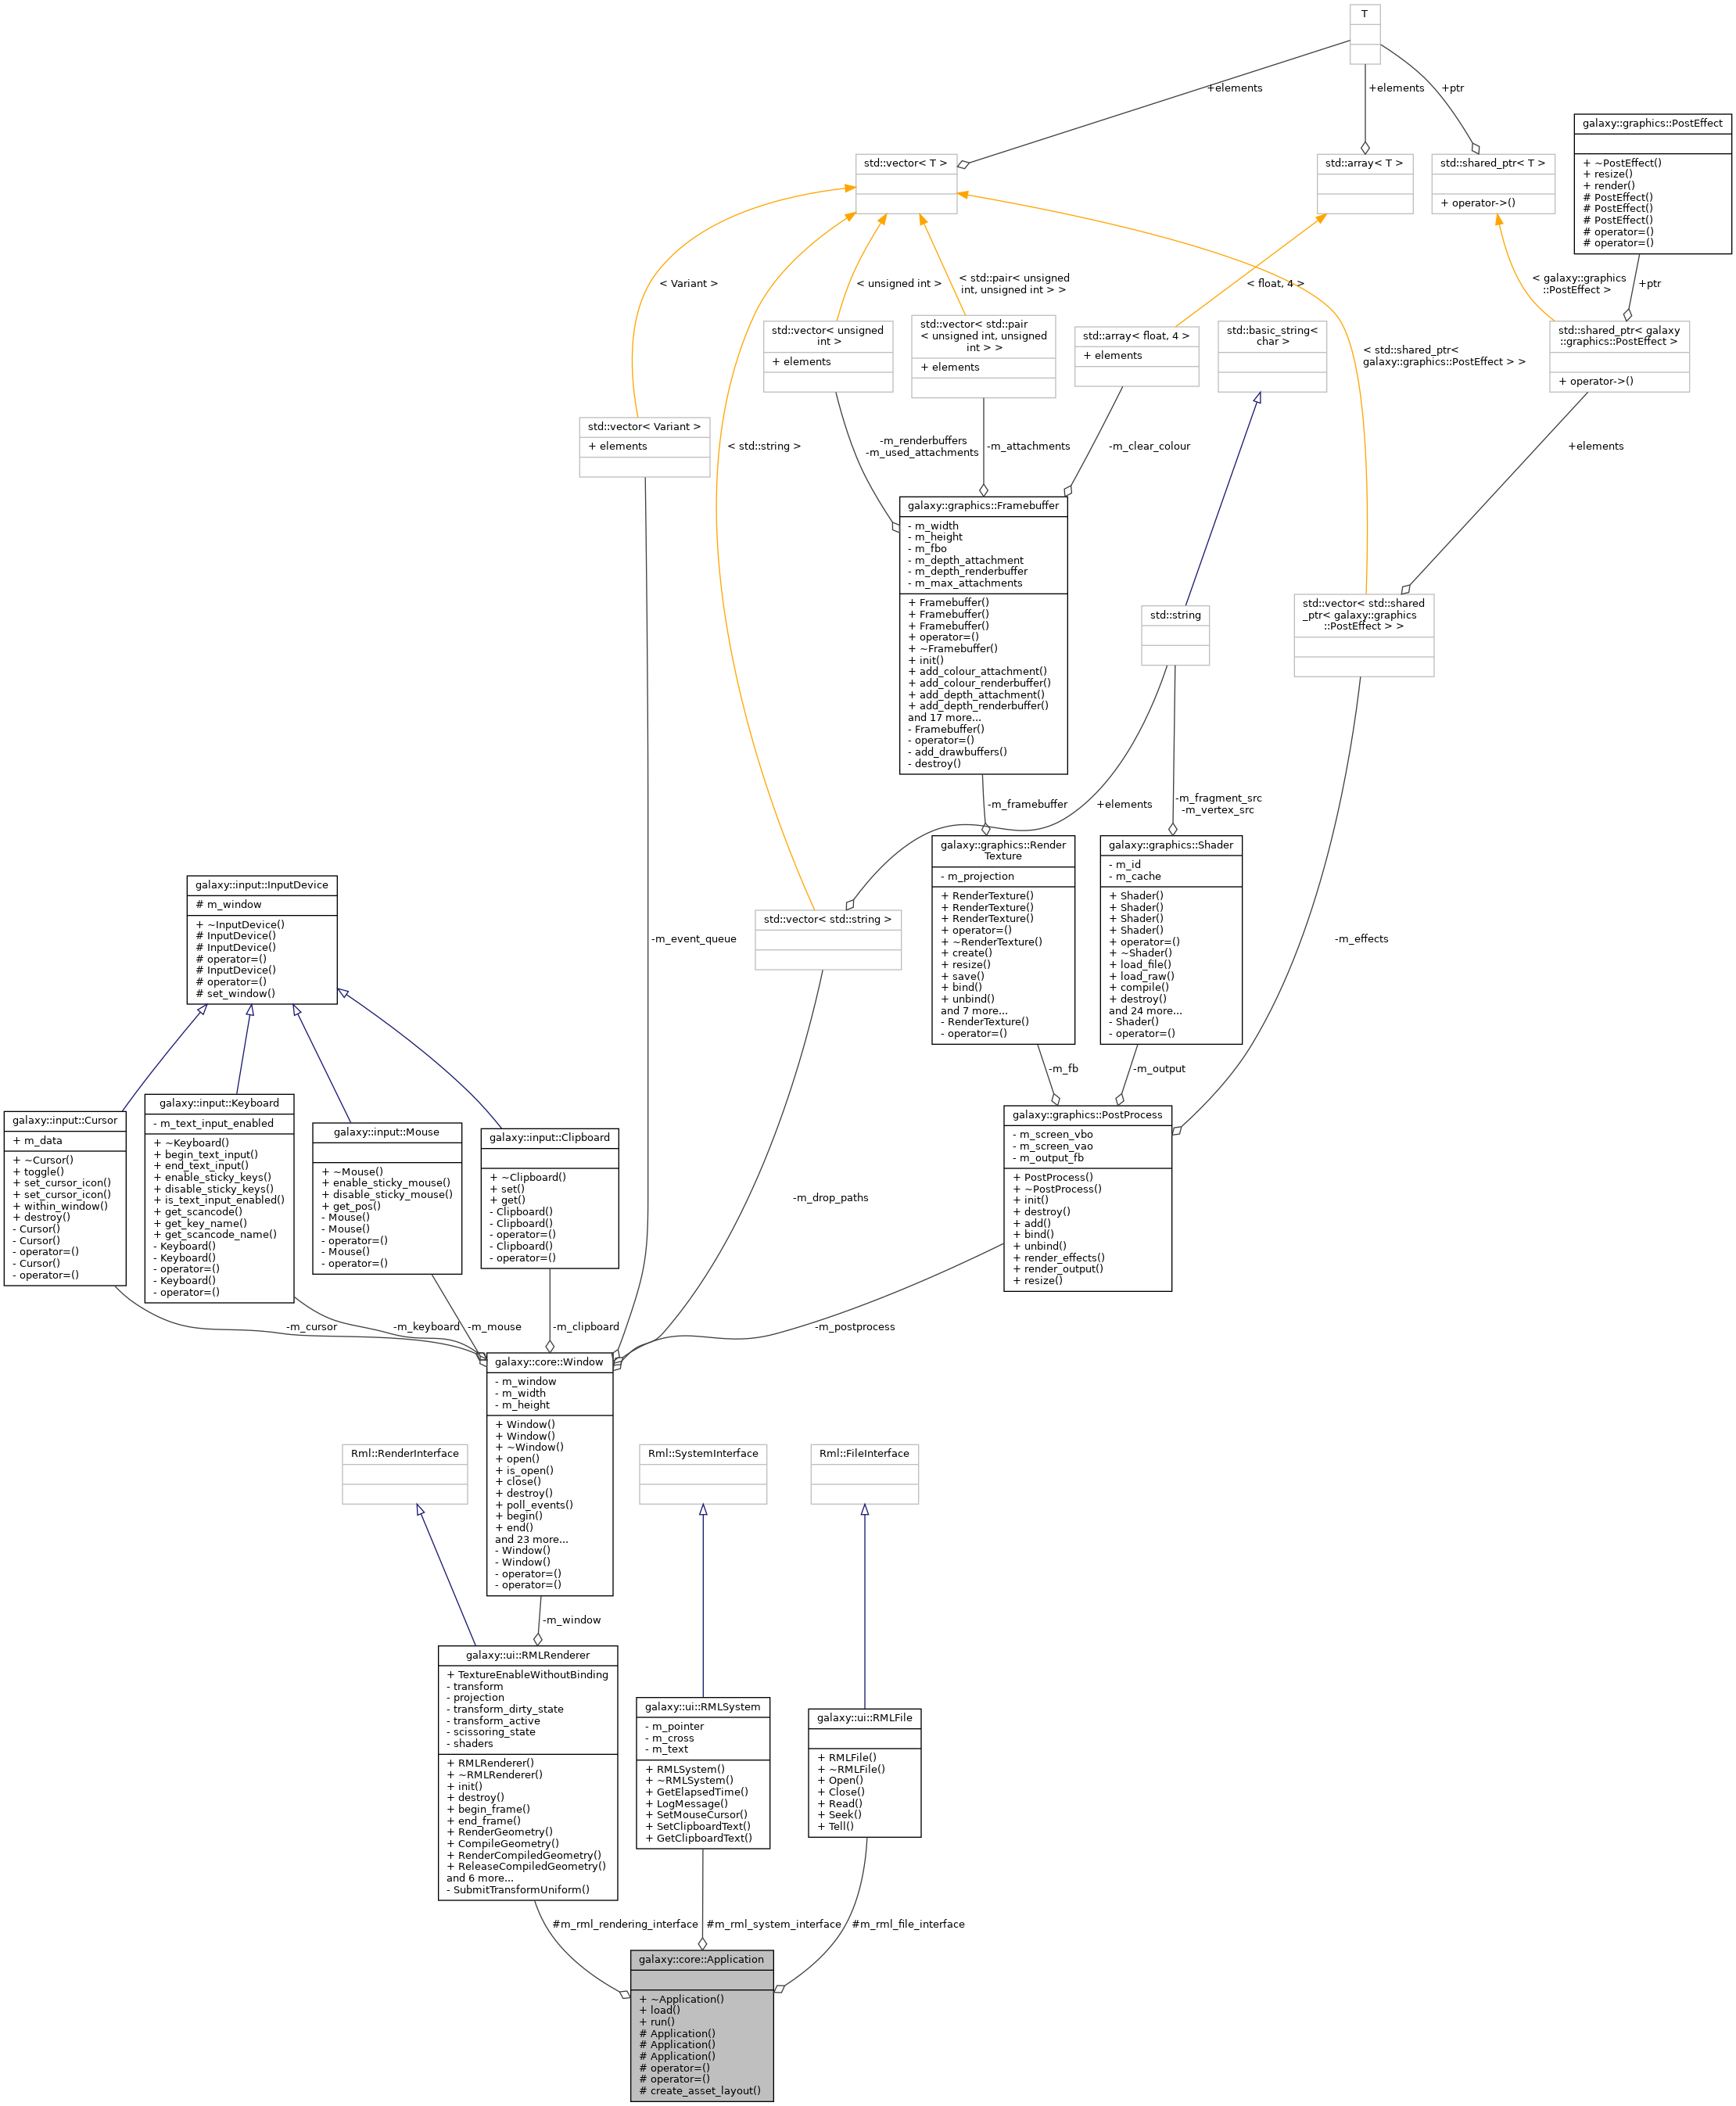 T
+elements
+elements
+ptr
galaxy::graphics::PostEffect
+ ~PostEffect()
+ resize()
+ render()
# PostEffect()
# PostEffect()
# PostEffect()
# operator=()
# operator=()
std::vector< T >
std::array< T >
std::shared_ptr< T >
+ operator->()
< Variant >
< unsigned int >
< std::pair< unsigned
int, unsigned int > >
< float, 4 >
< galaxy::graphics
::PostEffect >
+ptr
std::vector< unsigned
int >
+ elements
std::vector< std::pair
< unsigned int, unsigned
int > >
+ elements
std::array< float, 4 >
+ elements
std::basic_string<
char >
< std::shared_ptr<
galaxy::graphics::PostEffect > >
std::shared_ptr< galaxy
::graphics::PostEffect >
+ operator->()
std::vector< Variant >
+ elements
< std::string >
-m_renderbuffers
-m_used_attachments
-m_attachments
-m_clear_colour
+elements
galaxy::graphics::Framebuffer
- m_width
- m_height
- m_fbo
- m_depth_attachment
- m_depth_renderbuffer
- m_max_attachments
+ Framebuffer()
+ Framebuffer()
+ Framebuffer()
+ operator=()
+ ~Framebuffer()
+ init()
+ add_colour_attachment()
+ add_colour_renderbuffer()
+ add_depth_attachment()
+ add_depth_renderbuffer()
and 17 more...
- Framebuffer()
- operator=()
- add_drawbuffers()
- destroy()
std::string
std::vector< std::shared
_ptr< galaxy::graphics
::PostEffect > >
-m_framebuffer
+elements
-m_fragment_src
-m_vertex_src
galaxy::graphics::Render
Texture
- m_projection
+ RenderTexture()
+ RenderTexture()
+ RenderTexture()
+ operator=()
+ ~RenderTexture()
+ create()
+ resize()
+ save()
+ bind()
+ unbind()
and 7 more...
- RenderTexture()
- operator=()
galaxy::graphics::Shader
- m_id
- m_cache
+ Shader()
+ Shader()
+ Shader()
+ Shader()
+ operator=()
+ ~Shader()
+ load_file()
+ load_raw()
+ compile()
+ destroy()
and 24 more...
- Shader()
- operator=()
galaxy::input::InputDevice
# m_window
+ ~InputDevice()
# InputDevice()
# InputDevice()
# operator=()
# InputDevice()
# operator=()
# set_window()
-m_event_queue
std::vector< std::string >
-m_effects
-m_fb
-m_output
galaxy::input::Cursor
+ m_data
+ ~Cursor()
+ toggle()
+ set_cursor_icon()
+ set_cursor_icon()
+ within_window()
+ destroy()
- Cursor()
- Cursor()
- operator=()
- Cursor()
- operator=()
galaxy::input::Keyboard
- m_text_input_enabled
+ ~Keyboard()
+ begin_text_input()
+ end_text_input()
+ enable_sticky_keys()
+ disable_sticky_keys()
+ is_text_input_enabled()
+ get_scancode()
+ get_key_name()
+ get_scancode_name()
- Keyboard()
- Keyboard()
- operator=()
- Keyboard()
- operator=()
galaxy::input::Mouse
+ ~Mouse()
+ enable_sticky_mouse()
+ disable_sticky_mouse()
+ get_pos()
- Mouse()
- Mouse()
- operator=()
- Mouse()
- operator=()
galaxy::input::Clipboard
+ ~Clipboard()
+ set()
+ get()
- Clipboard()
- Clipboard()
- operator=()
- Clipboard()
- operator=()
-m_drop_paths
galaxy::graphics::PostProcess
- m_screen_vbo
- m_screen_vao
- m_output_fb
+ PostProcess()
+ ~PostProcess()
+ init()
+ destroy()
+ add()
+ bind()
+ unbind()
+ render_effects()
+ render_output()
+ resize()
-m_cursor
-m_keyboard
-m_mouse
-m_clipboard
-m_postprocess
galaxy::core::Window
- m_window
- m_width
- m_height
+ Window()
+ Window()
+ ~Window()
+ open()
+ is_open()
+ close()
+ destroy()
+ poll_events()
+ begin()
+ end()
and 23 more...
- Window()
- Window()
- operator=()
- operator=()
Rml::RenderInterface
Rml::SystemInterface
Rml::FileInterface
-m_window
galaxy::ui::RMLRenderer
+ TextureEnableWithoutBinding
- transform
- projection
- transform_dirty_state
- transform_active
- scissoring_state
- shaders
+ RMLRenderer()
+ ~RMLRenderer()
+ init()
+ destroy()
+ begin_frame()
+ end_frame()
+ RenderGeometry()
+ CompileGeometry()
+ RenderCompiledGeometry()
+ ReleaseCompiledGeometry()
and 6 more...
- SubmitTransformUniform()
galaxy::ui::RMLSystem
- m_pointer
- m_cross
- m_text
+ RMLSystem()
+ ~RMLSystem()
+ GetElapsedTime()
+ LogMessage()
+ SetMouseCursor()
+ SetClipboardText()
+ GetClipboardText()
galaxy::ui::RMLFile
+ RMLFile()
+ ~RMLFile()
+ Open()
+ Close()
+ Read()
+ Seek()
+ Tell()
#m_rml_rendering_interface
#m_rml_system_interface
#m_rml_file_interface
galaxy::core::Application
+ ~Application()
+ load()
+ run()
# Application()
# Application()
# Application()
# operator=()
# operator=()
# create_asset_layout()